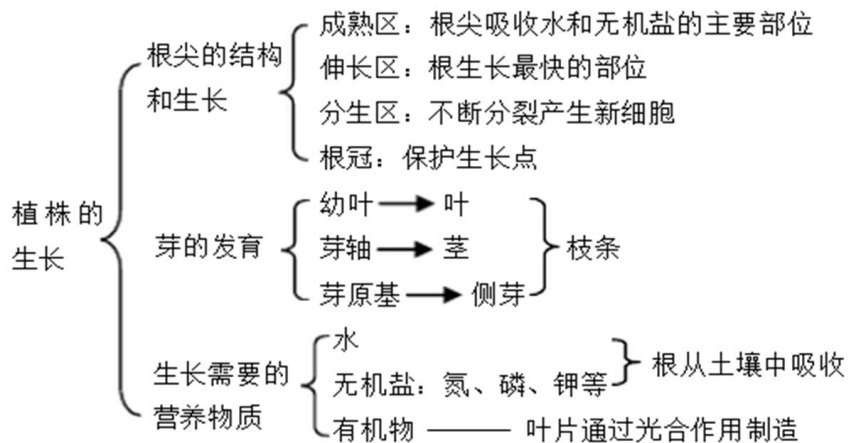 植株的
生长
根尖的结构
和生长
成熟区：根尖吸收水和无机盐的主要部位
伸长区：根生长最快的部位
分生区：不断分裂产生新细胞
根冠：保护生长点
芽的发育
幼叶 → 叶
芽轴 → 茎
芽原基 → 侧芽
枝条
生长需要的
营养物质
水
无机盐：氮、磷、钾等
根从土壤中吸收
有机物 —— 叶片通过光合作用制造